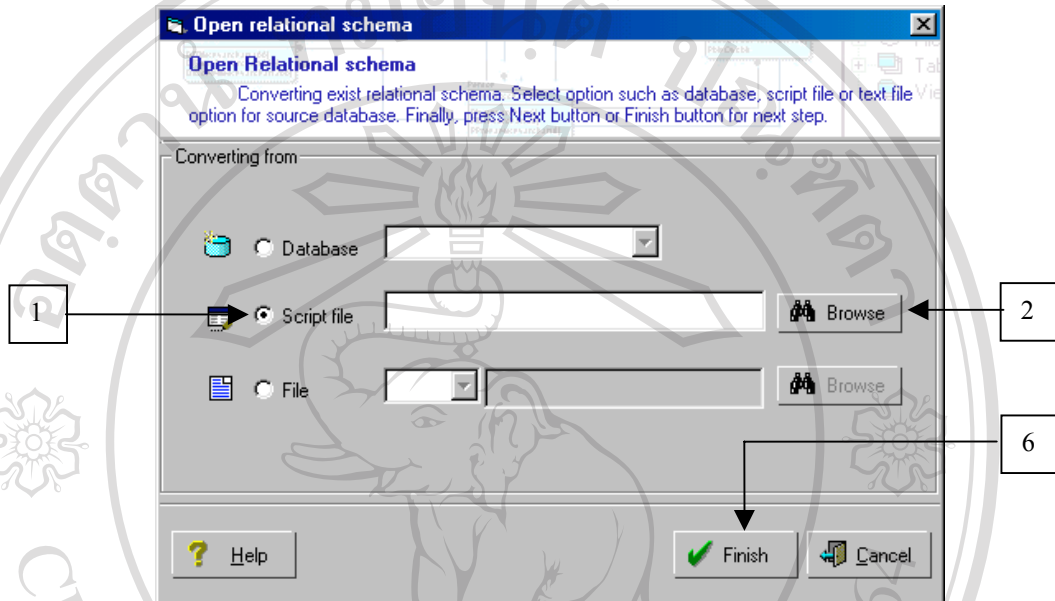 Open relational schema
Open Relational schema
Converting exist relational schema. Select option such as database, script file or text file
option for source database. Finally, press Next button or Finish button for next step.
Converting from
Database
1
Script file
Browse
2
File
Browse
6
Help
Finish
Cancel